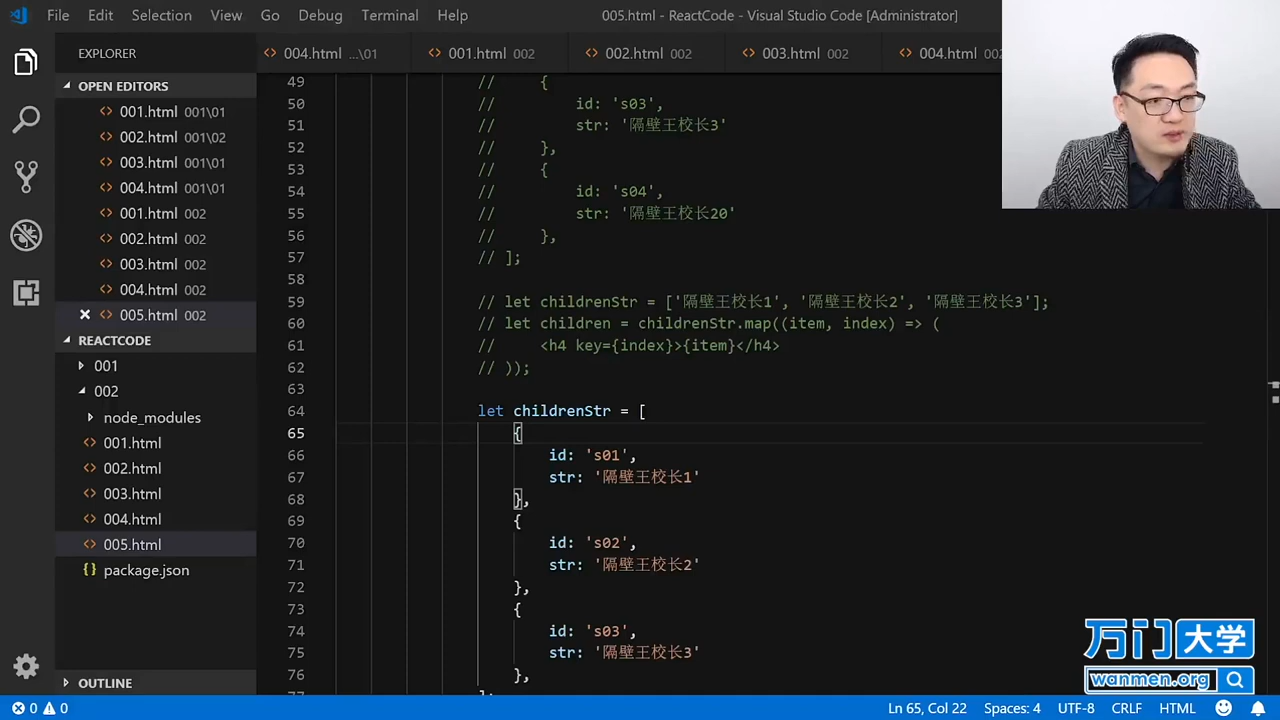 File Edit Selection View Go Debug Terminal Help
005.html - ReactCode - Visual Studio Code [Administrator]
EXPLORER
004.html ...\01
001.html 002
002.html 002
003.html 002
004.html 002
OPEN EDITORS
001.html 001\01
002.html 001\02
003.html 001\01
004.html 001\01
001.html 002
002.html 002
003.html 002
004.html 002
005.html 002
REACTCODE
001
002
node_modules
001.html
002.html
003.html
004.html
005.html
package.json
OUTLINE
49 // {
50 // id: 's03',
51 // str: '隔壁王校长3'
52 // },
53 // {
54 // id: 's04',
55 // str: '隔壁王校长20'
56 // },
57 // ];
58
59 // let childrenStr = ['隔壁王校长1', '隔壁王校长2', '隔壁王校长3'];
60 // let children = childrenStr.map((item, index) => (
61 // <h4 key={index}>{item}</h4>
62 // ));
63
64 let childrenStr = [
65 {
66 id: 's01',
67 str: '隔壁王校长1'
68 },
69 {
70 id: 's02',
71 str: '隔壁王校长2'
72 },
73 {
74 id: 's03',
75 str: '隔壁王校长3'
76 },
万门大学
wanmen.org
0 0
Ln 65, Col 22 Spaces: 4 UTF-8 CRLF HTML